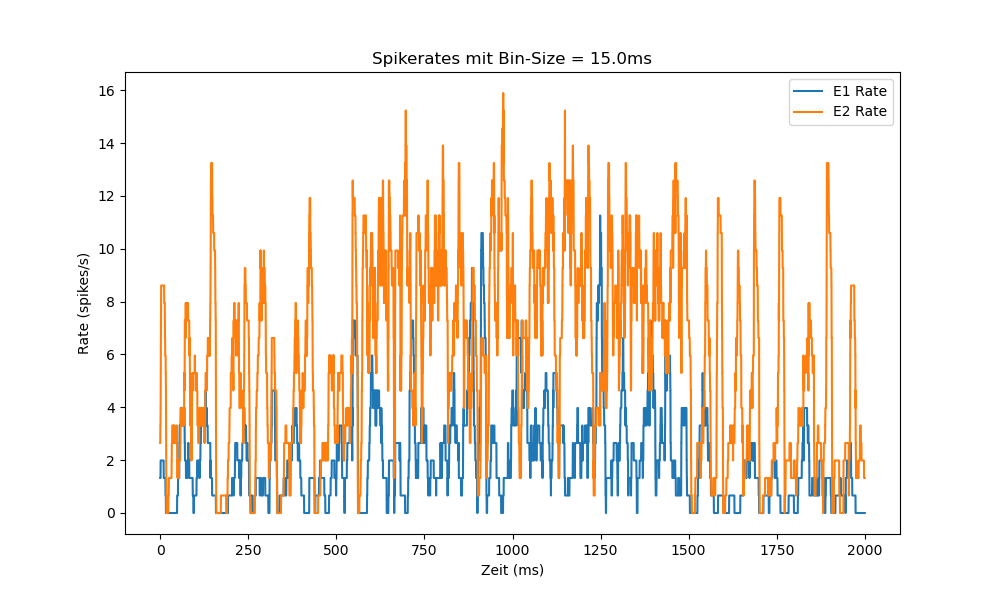 Spikerates mit Bin-Size = 15.0ms
E1 Rate
E2 Rate
16
14
12
10
8
6
4
2
0
Rate (spikes/s)
0 250 500 750 1000 1250 1500 1750 2000
Zeit (ms)